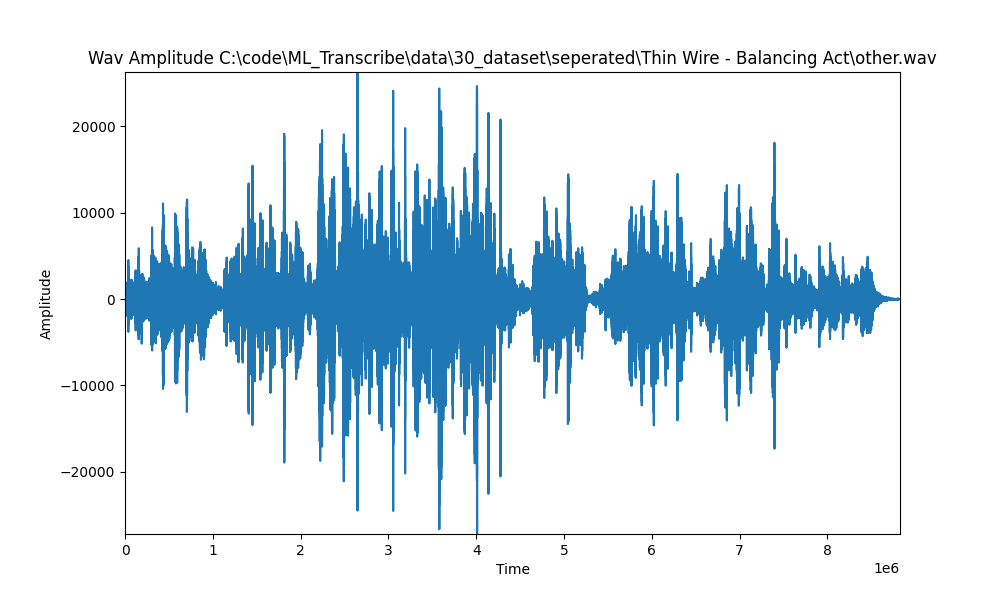 Wav Amplitude C:\code\ML_Transcribe\data\30_dataset\seperated\Thin Wire - Balancing Act\other.wav
20000
10000
0
−10000
−20000
Amplitude
0 1 2 3 4 5 6 7 8
1e6
Time